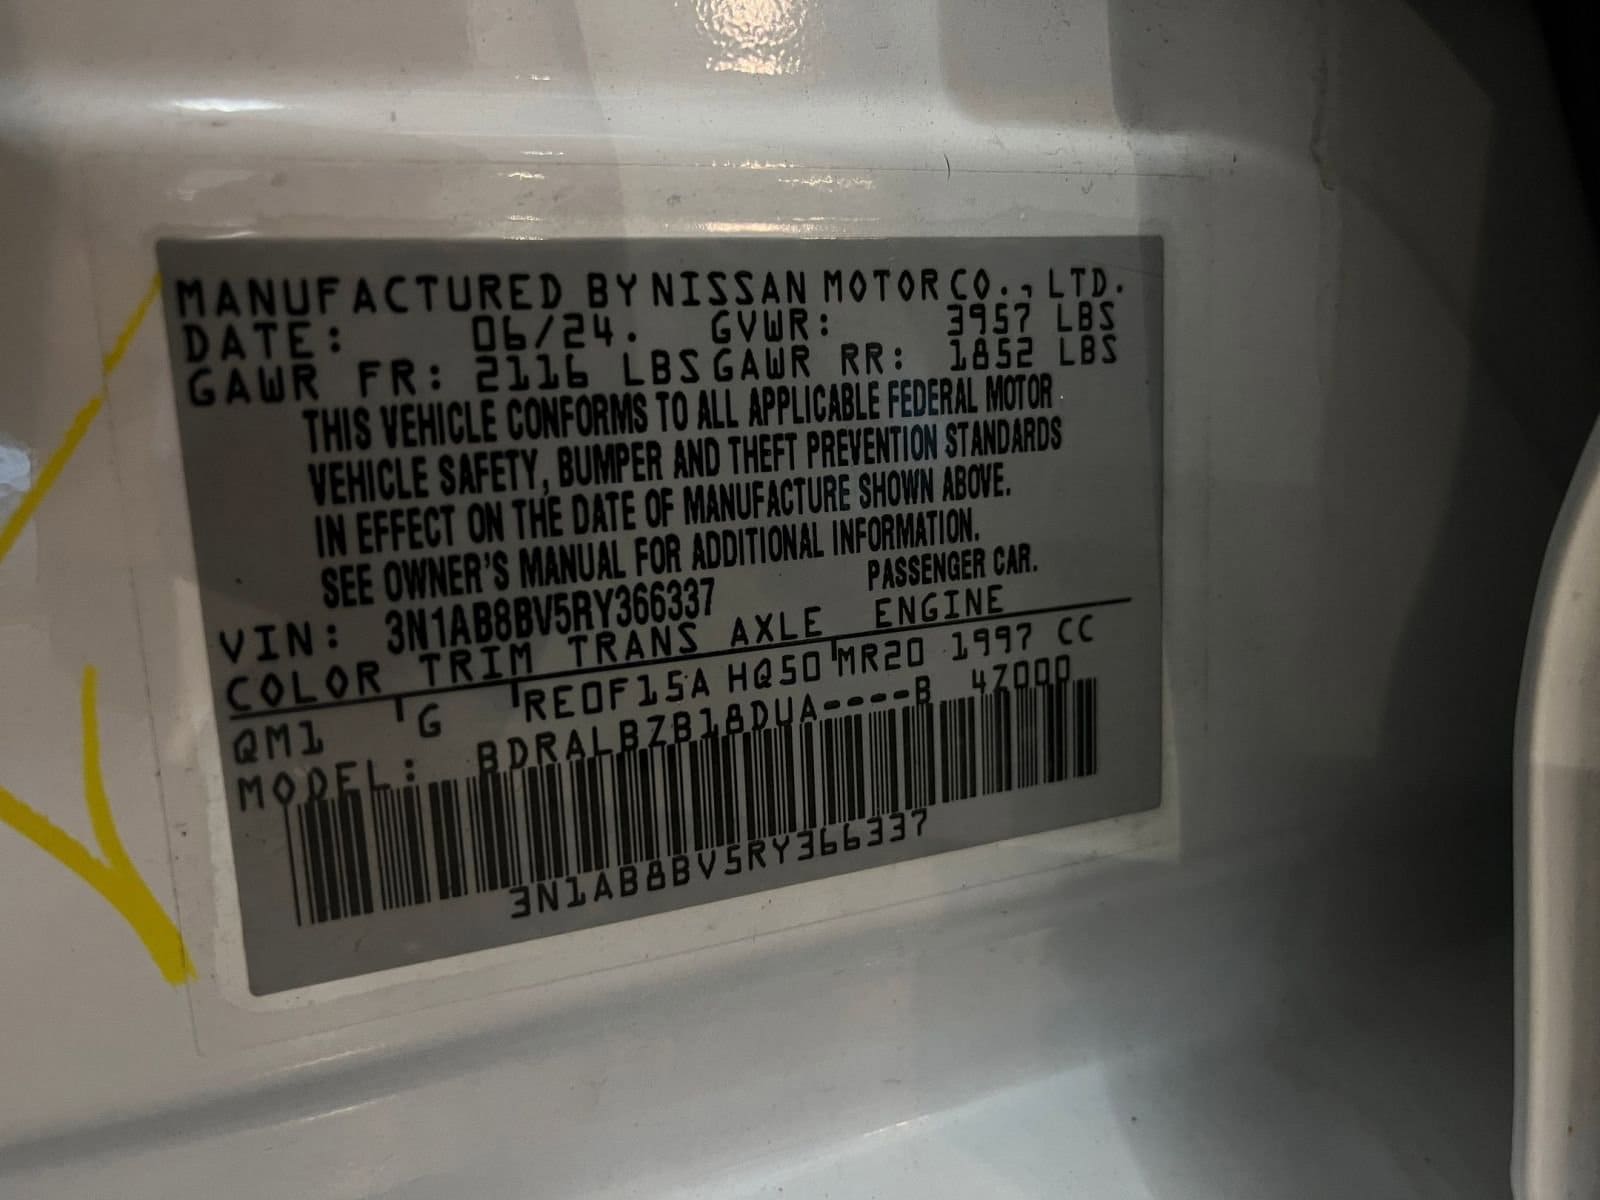 MANUFACTURED BY NISSAN MOTOR CO., LTD.
DATE: 06/24. GVWR: 3957 LBS
GAWR FR: 2116 LBS GAWR RR: 1852 LBS
THIS VEHICLE CONFORMS TO ALL APPLICABLE FEDERAL MOTOR
VEHICLE SAFETY, BUMPER AND THEFT PREVENTION STANDARDS
IN EFFECT ON THE DATE OF MANUFACTURE SHOWN ABOVE.
SEE OWNER'S MANUAL FOR ADDITIONAL INFORMATION.
VIN: 3N1AB8BV5RY366337 PASSENGER CAR.
COLOR TRIM TRANS AXLE ENGINE
QM1 G RE0F15A HQ50 MR20 1997 CC
MODEL: BDRALBZB18DUA----B 4Z000
3N1AB8BV5RY366337